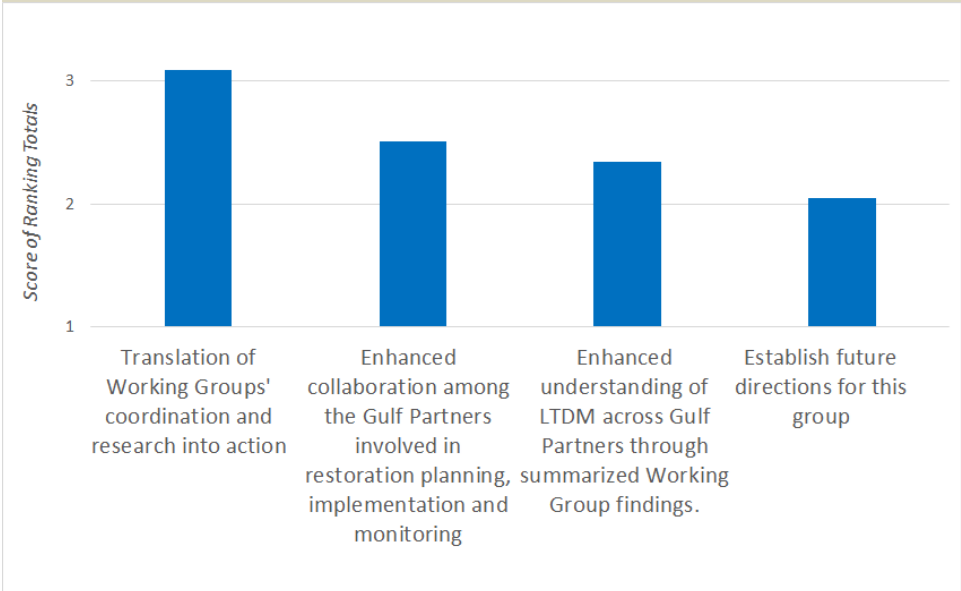 Score of Ranking Totals
3
2
1
Translation of
Working Groups'
coordination and
research into action
Enhanced
collaboration among
the Gulf Partners
involved in
restoration planning,
implementation and
monitoring
Enhanced
understanding of
LTDM across Gulf
Partners through
summarized Working
Group findings.
Establish future
directions for this
group